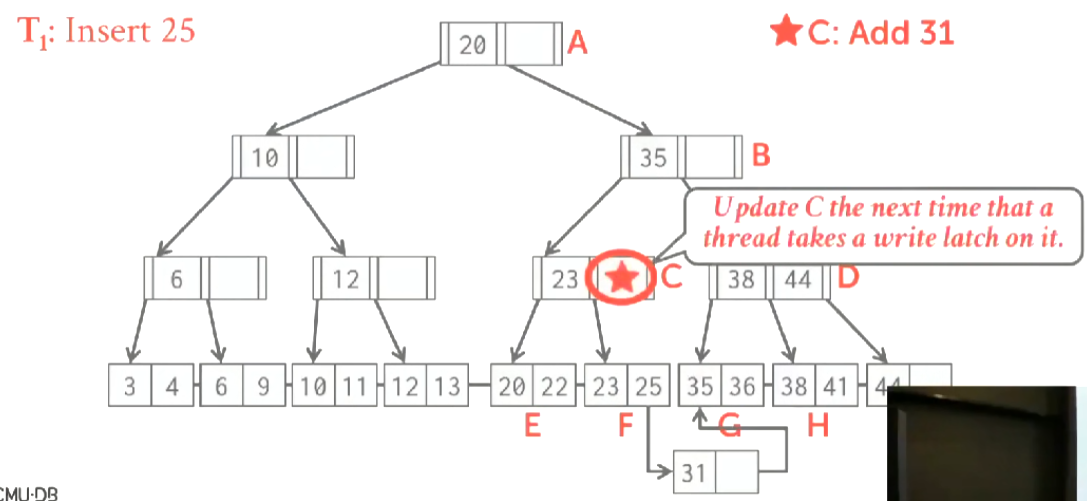 T1: Insert 25
★C: Add 31
20 A
10
35 B
Update C the next time that a
thread takes a write latch on it.
6
12
23 ★ C
38 44 D
3 4
6 9
10 11
12 13
20 22
23 25
35 36
38 41
44
E
F
G
H
31
CMU·DB